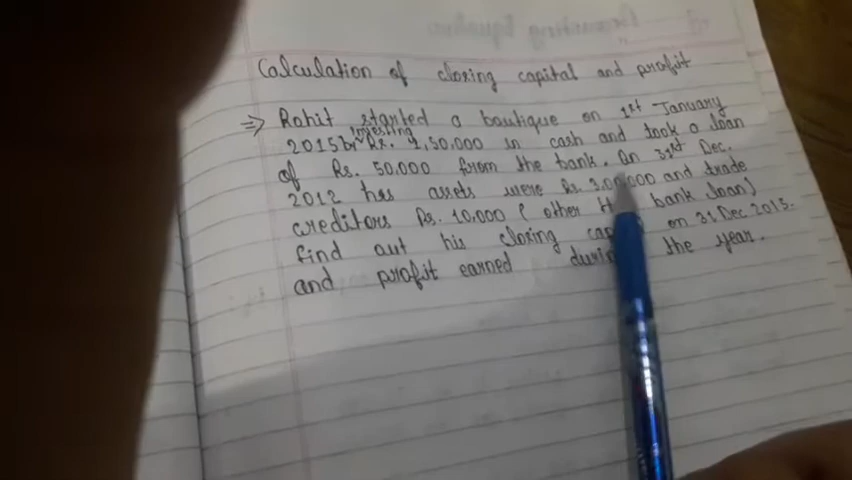 Calculation of closing capital and profit
⇒ Rohit started a boutique on 1st January
2015 by investing Rs. 1,50,000 in cash and took a loan
of Rs. 50,000 from the bank. On 31st Dec.
2012 his assets were Rs. 3,00,000 and trade
creditors Rs. 10,000 ( other bank loan)
Find out his closing on 31 Dec 2015.
and profit earned the year.